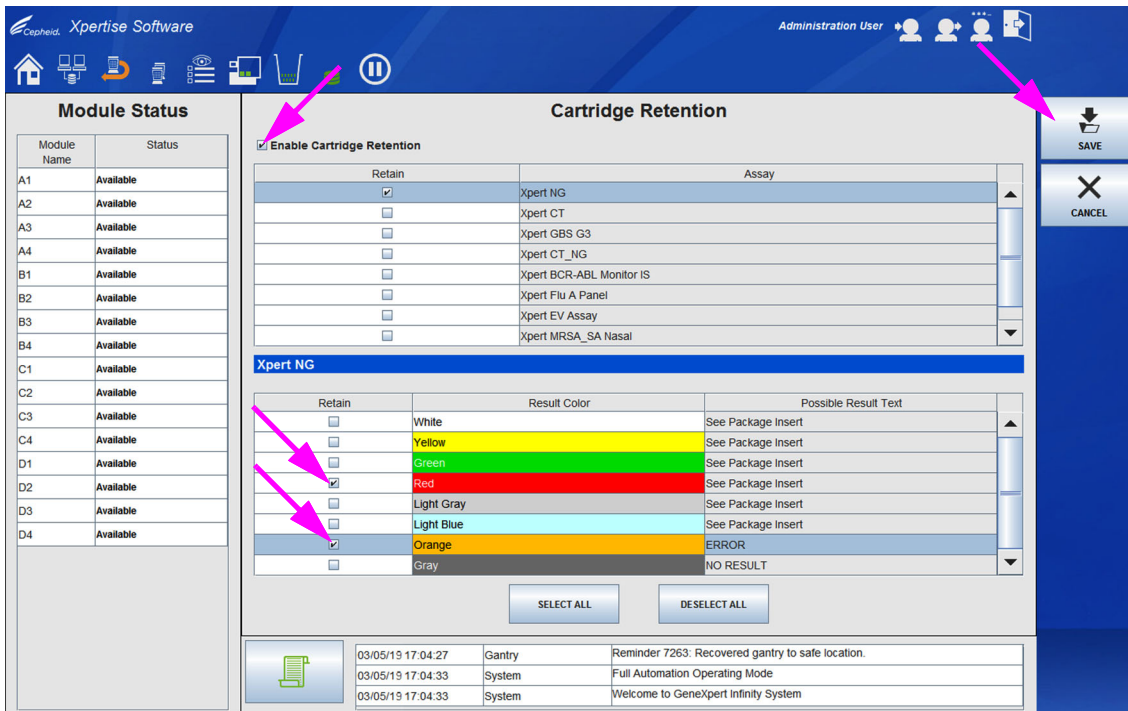 Cepheid. Xpertise Software
Administration User
Module Status
Module Name Status
A1 Available
A2 Available
A3 Available
A4 Available
B1 Available
B2 Available
B3 Available
B4 Available
C1 Available
C2 Available
C3 Available
C4 Available
D1 Available
D2 Available
D3 Available
D4 Available
Cartridge Retention
Enable Cartridge Retention
Retain Assay
Xpert NG
Xpert CT
Xpert GBS G3
Xpert CT_NG
Xpert BCR-ABL Monitor IS
Xpert Flu A Panel
Xpert EV Assay
Xpert MRSA_SA Nasal
Xpert NG
Retain Result Color Possible Result Text
White See Package Insert
Yellow See Package Insert
Green See Package Insert
Red See Package Insert
Light Gray See Package Insert
Light Blue See Package Insert
Orange ERROR
Gray NO RESULT
SELECT ALL DESELECT ALL
03/05/19 17:04:27 Gantry Reminder 7263: Recovered gantry to safe location.
03/05/19 17:04:33 System Full Automation Operating Mode
03/05/19 17:04:33 System Welcome to GeneXpert Infinity System
SAVE
CANCEL